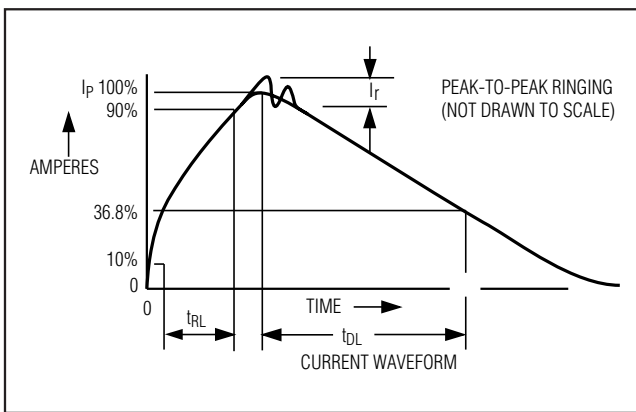 IP 100%
90%
AMPERES
36.8%
10%
0
0
tRL
TIME
tDL
CURRENT WAVEFORM
Ir
PEAK-TO-PEAK RINGING
(NOT DRAWN TO SCALE)